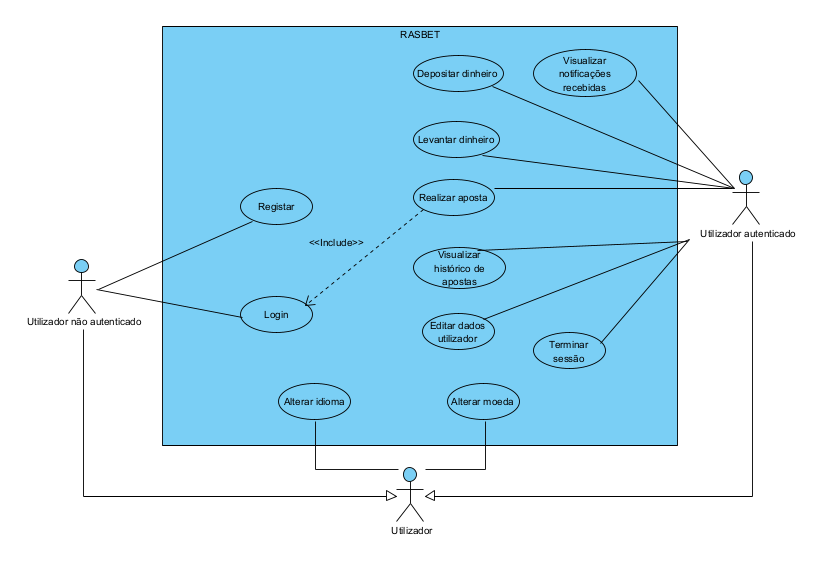 RASBET
Depositar dinheiro
Visualizar
notificações
recebidas
Levantar dinheiro
Realizar aposta
Registar
<<Include>>
Utilizador autenticado
Visualizar
histórico de
apostas
Utilizador não autenticado
Login
Editar dados
utilizador
Terminar
sessão
Alterar idioma
Alterar moeda
Utilizador